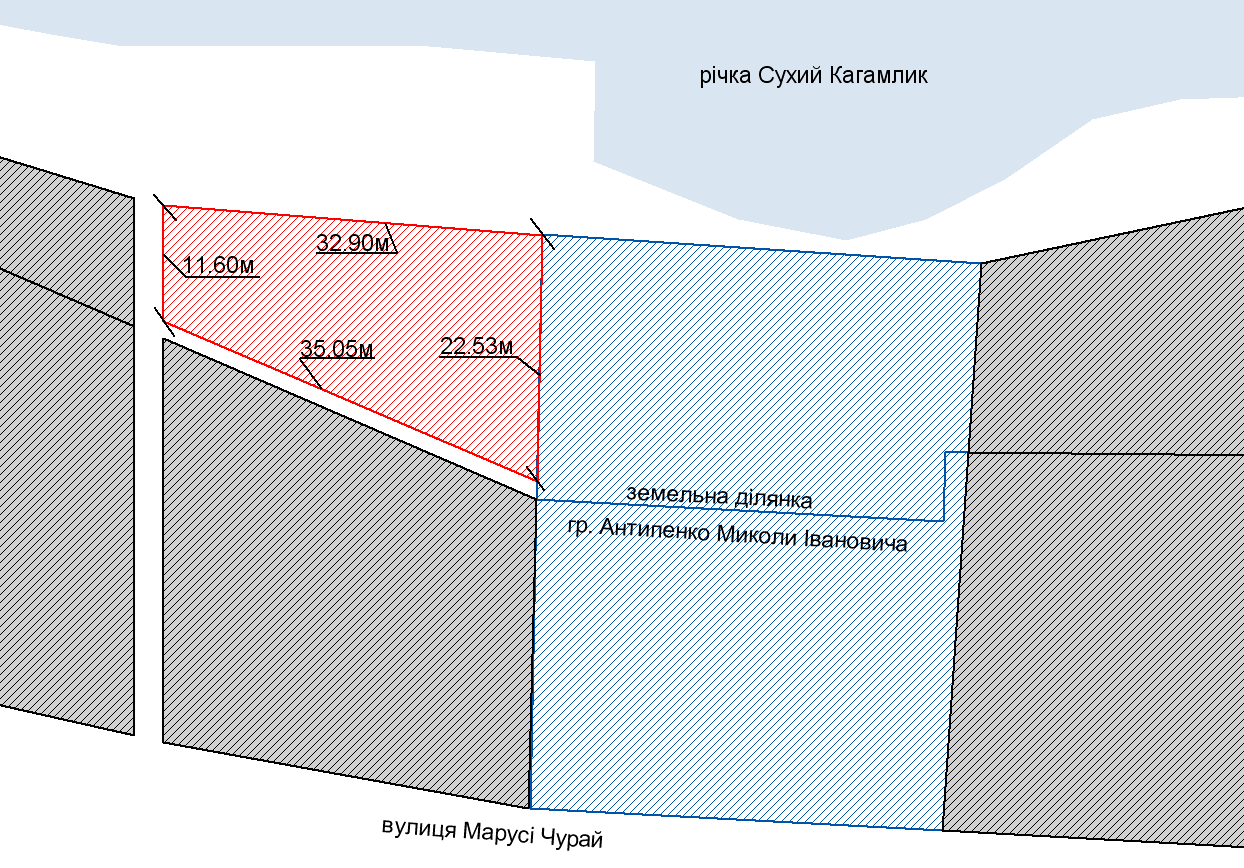 річка Сухий Кагамлик
32.90м
11.60м
35.05м
22.53м
земельна ділянка
гр. Антипенко Миколи Івановича
вулиця Марусі Чурай